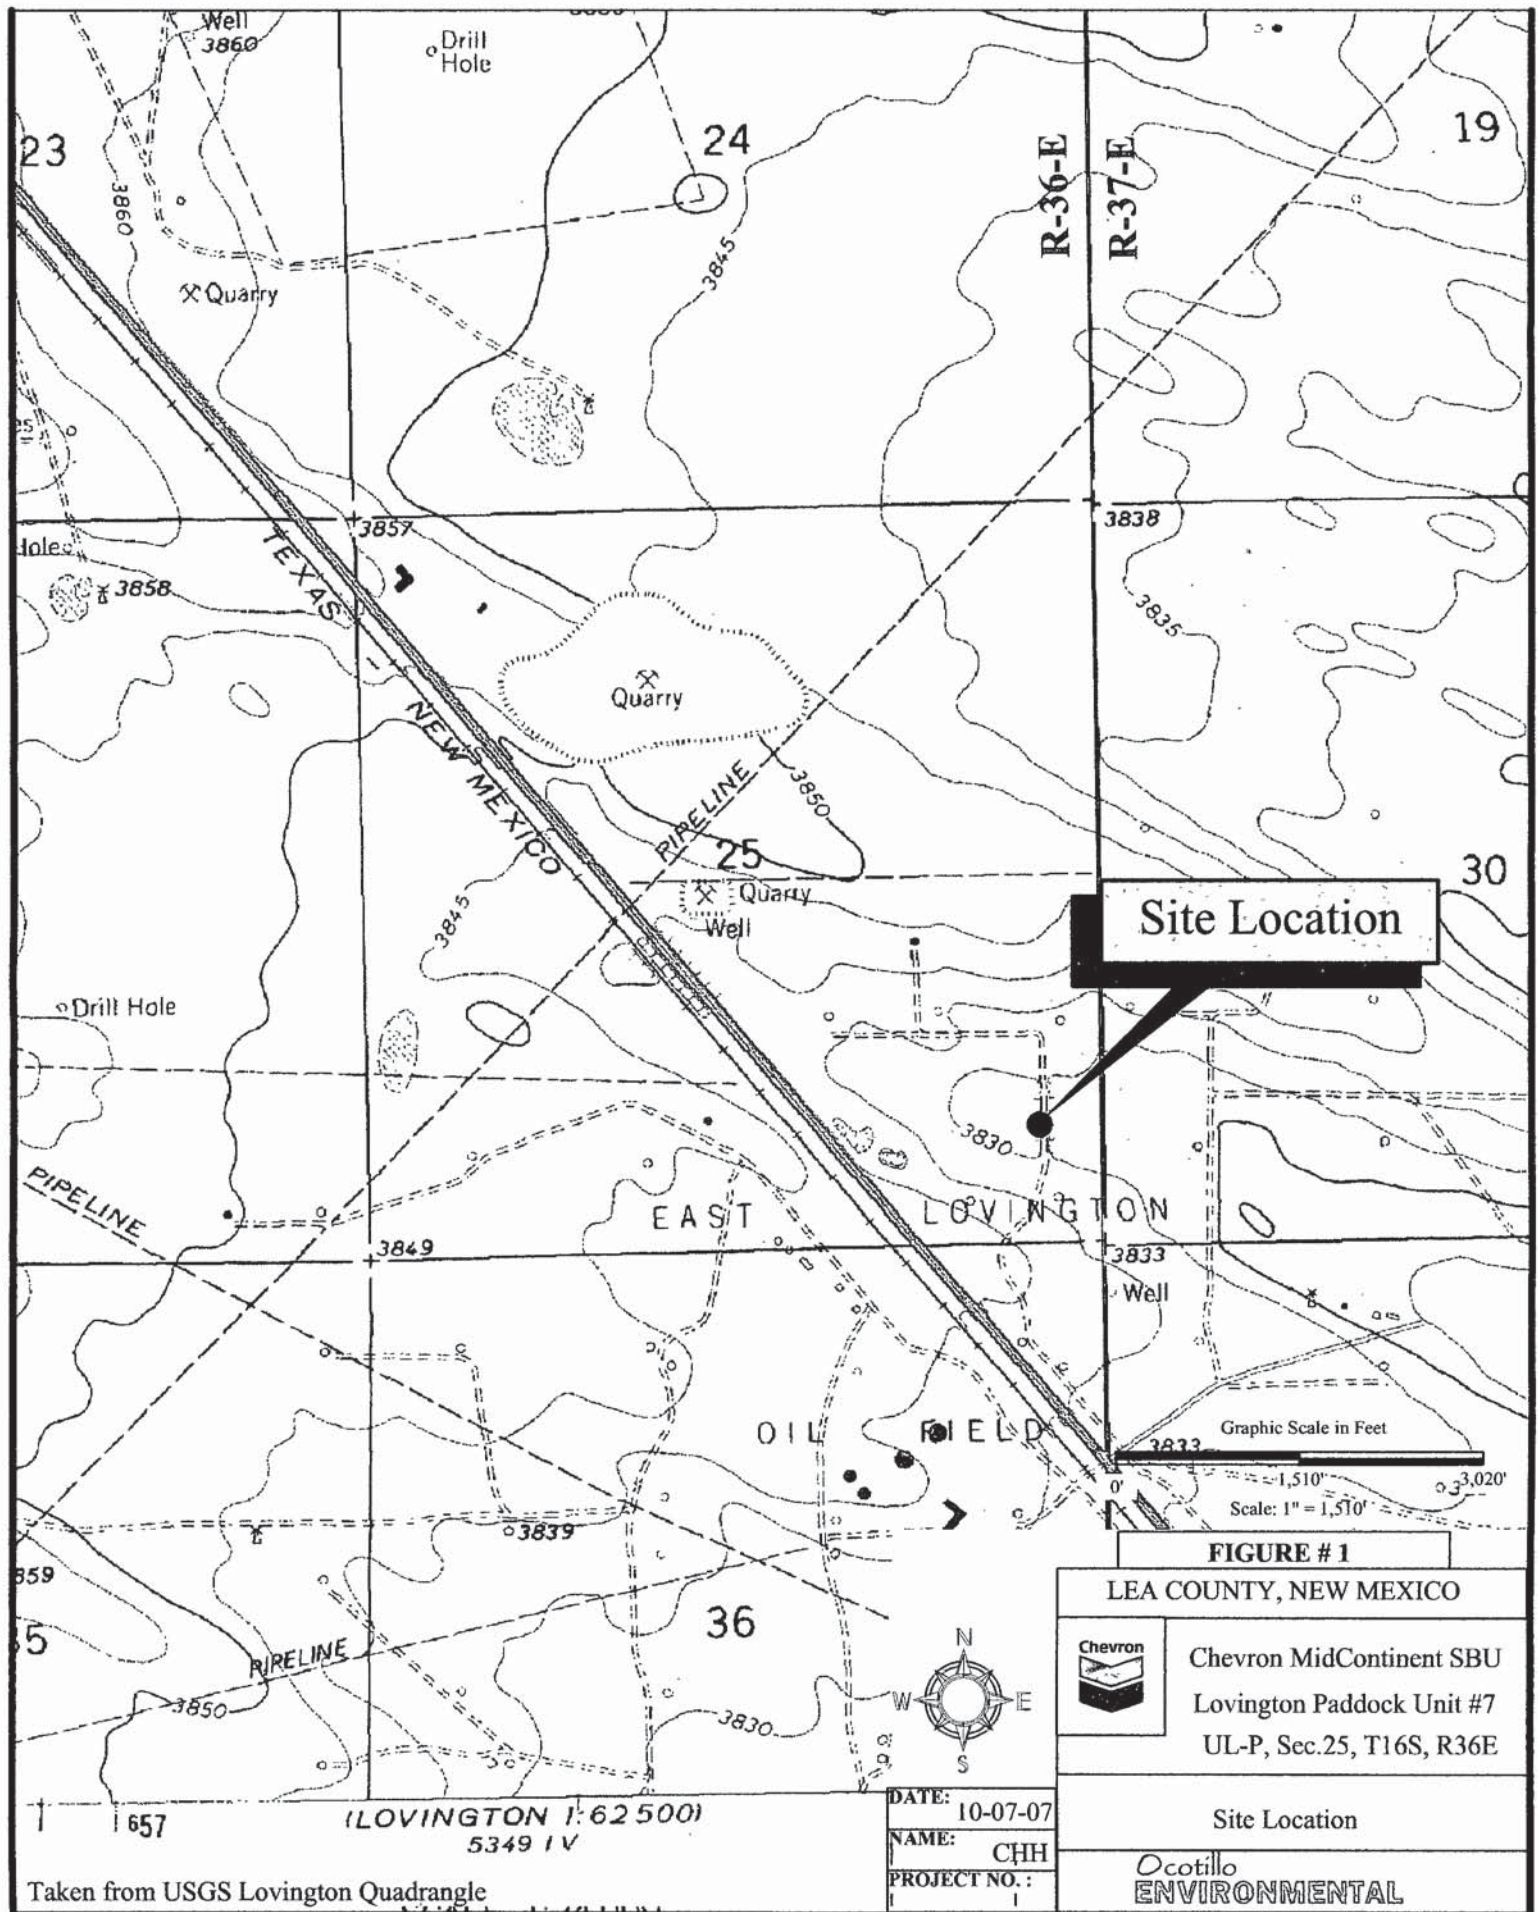 Well
3860
Drill
Hole
23
24
19
R-36-E
R-37-E
3860
3845
Quarry
3857
3838
TEXAS
3858
3835
Quarry
NEW MEXICO
PIPELINE
3850
25
30
Quarry
Well
Site Location
3845
Drill Hole
3830
PIPELINE
EAST LOVINGTON
3849
3833
Well
OIL FIELD
Graphic Scale in Feet
3833
0'
1,510'
3,020'
Scale: 1" = 1,510'
3839
859
FIGURE # 1
LEA COUNTY, NEW MEXICO
36
PIPELINE
3850
3830
N
W
E
S
Chevron
Chevron MidContinent SBU
Lovington Paddock Unit #7
UL-P, Sec.25, T16S, R36E
657
(LOVINGTON 1:62 500)
5349 IV
DATE:
10-07-07
NAME:
CHH
PROJECT NO. :
Site Location
Ocotillo
ENVIRONMENTAL
Taken from USGS Lovington Quadrangle